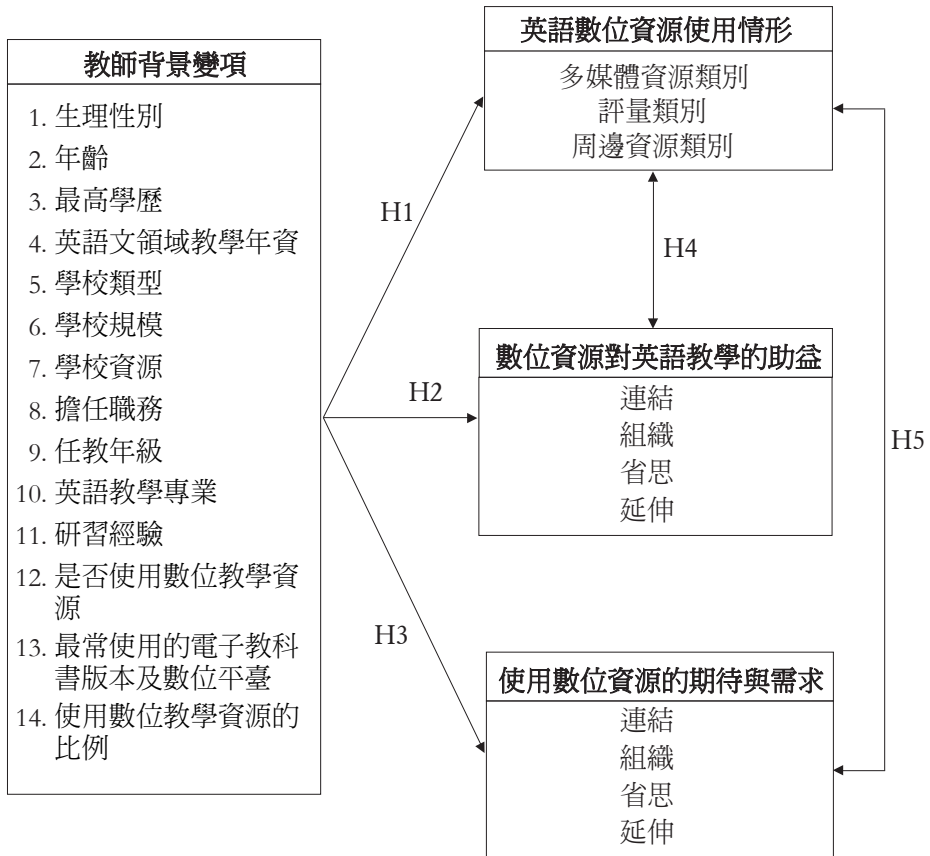 教師背景變項
1. 生理性別
2. 年齡
3. 最高學歷
4. 英語文領域教學年資
5. 學校類型
6. 學校規模
7. 學校資源
8. 擔任職務
9. 任教年級
10. 英語教學專業
11. 研習經驗
12. 是否使用數位教學資
源
13. 最常使用的電子教科
書版本及數位平臺
14. 使用數位教學資源的
比例
H1
H2
H3
英語數位資源使用情形
多媒體資源類別
評量類別
周邊資源類別
H4
數位資源對英語教學的助益
連結
組織
省思
延伸
H5
使用數位資源的期待與需求
連結
組織
省思
延伸